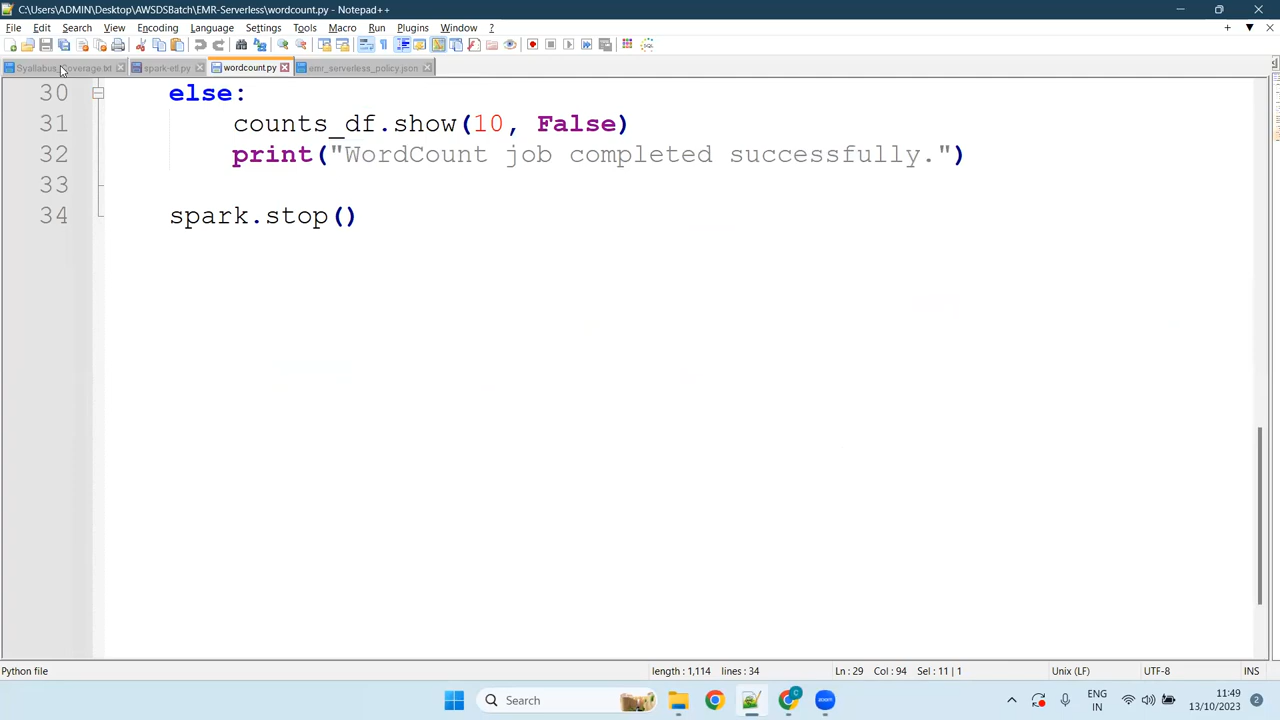 C:\Users\ADMIN\Desktop\AWSDSBatch\EMR-Serverless\wordcount.py - Notepad++
File Edit Search View Encoding Language Settings Tools Macro Run Plugins Window ?
spark-etl.py wordcount.py emr_serverless_policy.json
30 else:
31 counts_df.show(10, False)
32 print("WordCount job completed successfully.")
33
34 spark.stop()
Python file length : 1,114 lines : 34 Ln : 29 Col : 94 Sel : 11 | 1 Unix (LF) UTF-8 INS
Search ENG IN 11:49 13/10/2023 2